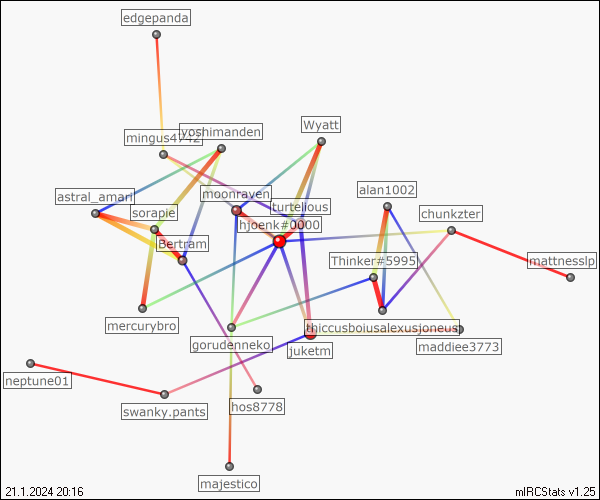 edgepanda
Wyatt
yoshimanden
mingus4742
alan1002
astral_amari
moonraven
sorapie
turtelious
chunkzter
hjoenk#0000
Bertram
Thinker#5995
mattnesslp
mercurybro
thiccusboiusalexusjoneus
gorudenneko
juketm
maddiee3773
neptune01
swanky.pants
hos8778
majestico
21.1.2024 20:16
mIRCStats v1.25